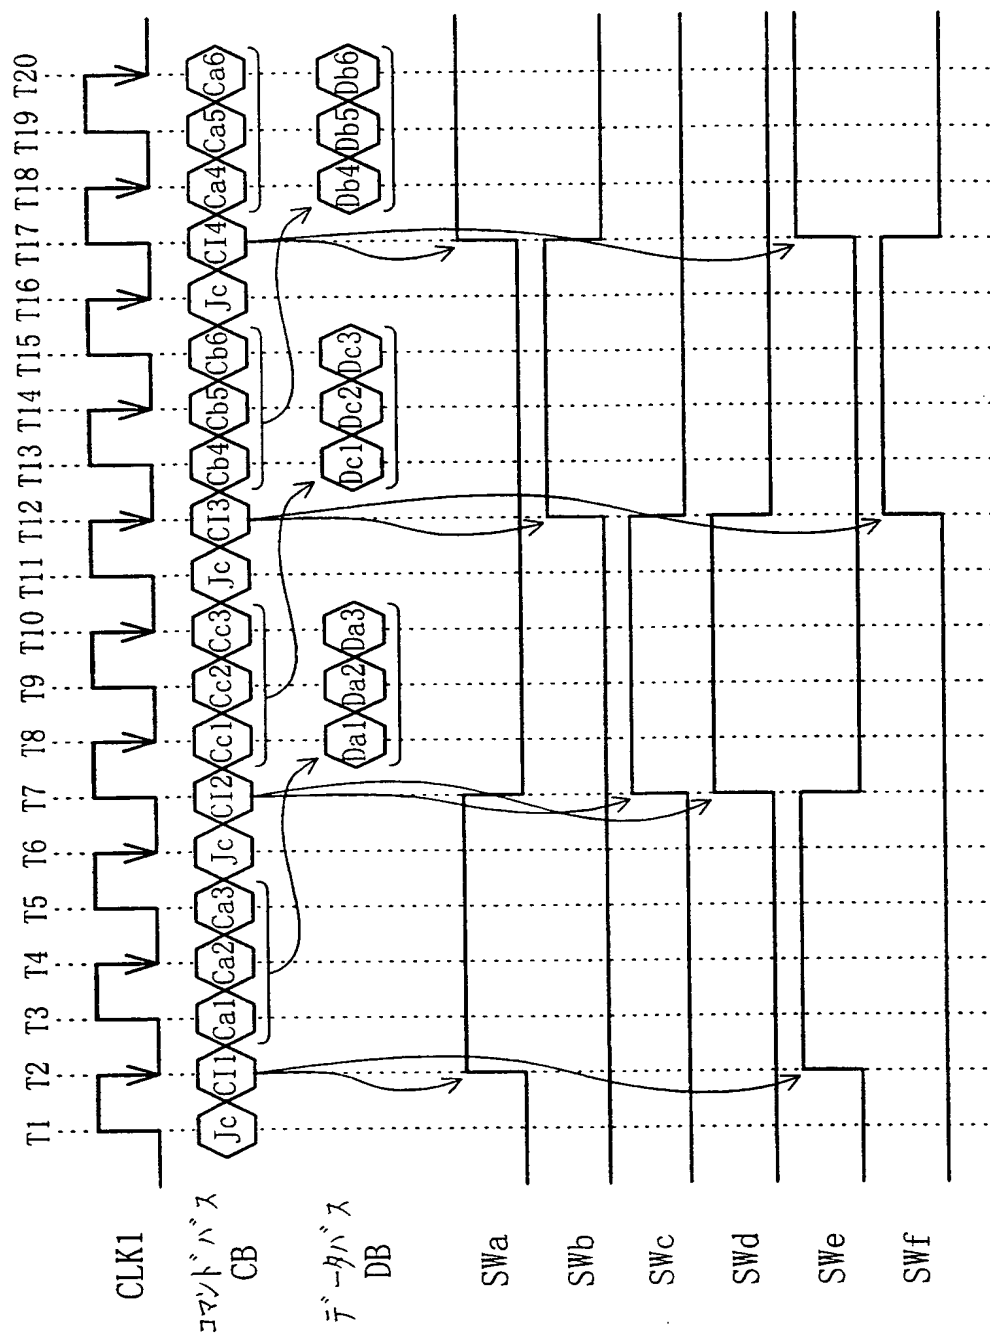 T1 T2 T3 T4 T5 T6 T7 T8 T9 T10 T11 T12 T13 T14 T15 T16 T17 T18 T19 T20
CLK1
コマンドバス
CB
Jc CI1 Ca1 Ca2 Ca3 Jc CI2 Cc1 Cc2 Cc3 Jc CI3 Cb4 Cb5 Cb6 Jc CI4 Ca4 Ca5 Ca6
データバス
DB
Da1 Da2 Da3 Dc1 Dc2 Dc3 Db4 Db5 Db6
SWa
SWb
SWc
SWd
SWe
SWf